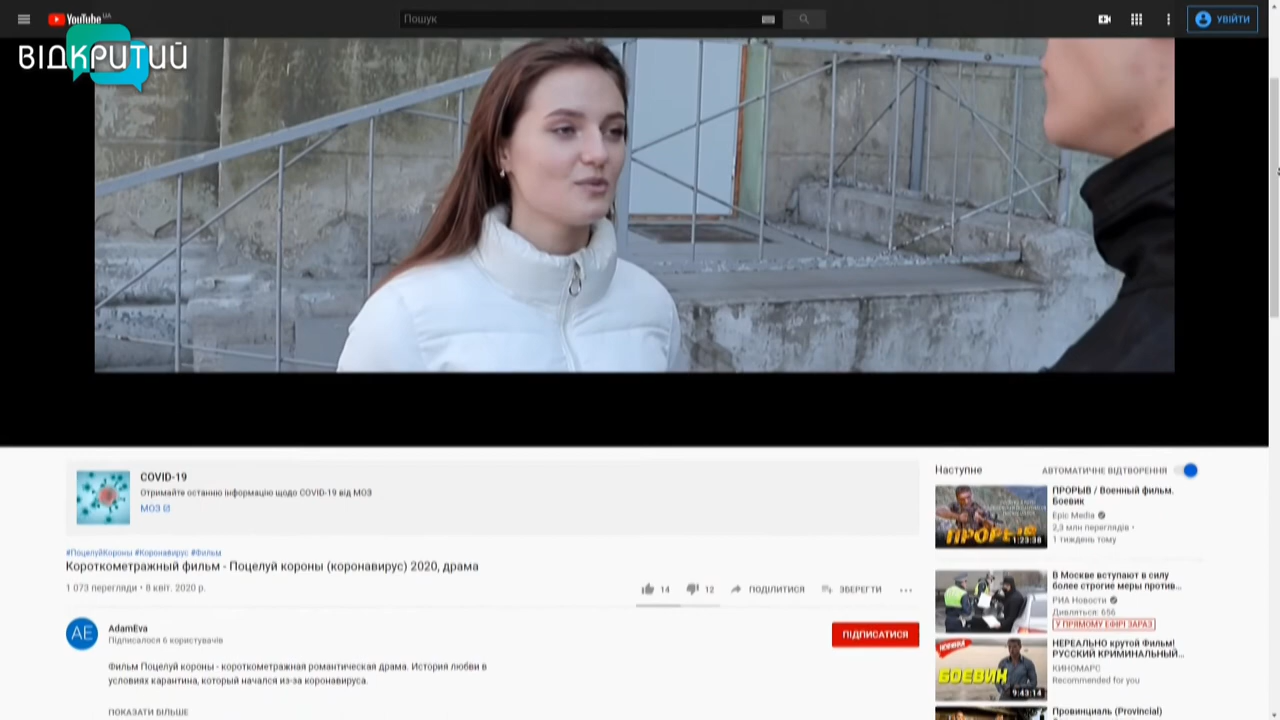 YouTube UA
Пошук
УВІЙТИ
ВІДКРИТИЙ
COVID-19
Отримайте останню інформацію щодо COVID-19 від МОЗ
МОЗ
#ПоцелуйКороны #Коронавирус #Фильм
Короткометражный фильм - Поцелуй короны (коронавирус) 2020, драма
1 073 перегляди • 8 квіт. 2020 р.
14
12
ПОДІЛИТИСЯ
ЗБЕРЕГТИ
AE
AdamEva
Підписалося 6 користувачів
ПІДПИСАТИСЯ
Фильм Поцелуй короны - короткометражная романтическая драма. История любви в
условиях карантина, который начался из-за коронавируса.
ПОКАЗАТИ БІЛЬШЕ
Наступне
АВТОМАТИЧНЕ ВІДТВОРЕННЯ
ПРОРЫВ
1:23:38
ПРОРЫВ / Военный фильм.
Боевик
Epic Media
2,3 млн переглядів •
1 тиждень тому
В Москве вступают в силу
более строгие меры против...
РИА Новости
Дивляться: 656
У ПРЯМОМУ ЕФІРІ ЗАРАЗ
НОВИНКА
БОЕВИК
9:43:14
НЕРЕАЛЬНО крутой Фильм!
РУССКИЙ КРИМИНАЛЬНЫЙ...
КИНОМАРС
Recommended for you
Провинциаль (Provincial)